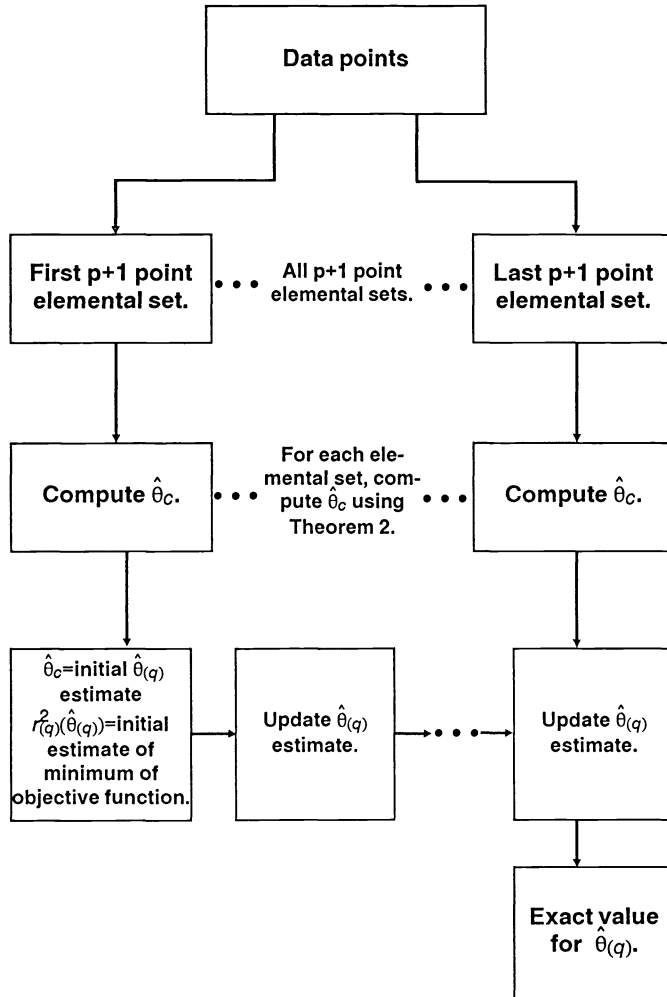 Data points
First p+1 point
elemental set.
All p+1 point
elemental sets.
Last p+1 point
elemental set.
Compute θ̂c.
For each ele-
mental set, com-
pute θ̂c using
Theorem 2.
Compute θ̂c.
θ̂c=initial θ̂(q)
estimate
r²(q)(θ̂(q))=initial
estimate of
minimum of
objective function.
Update θ̂(q)
estimate.
Update θ̂(q)
estimate.
Exact value
for θ̂(q).